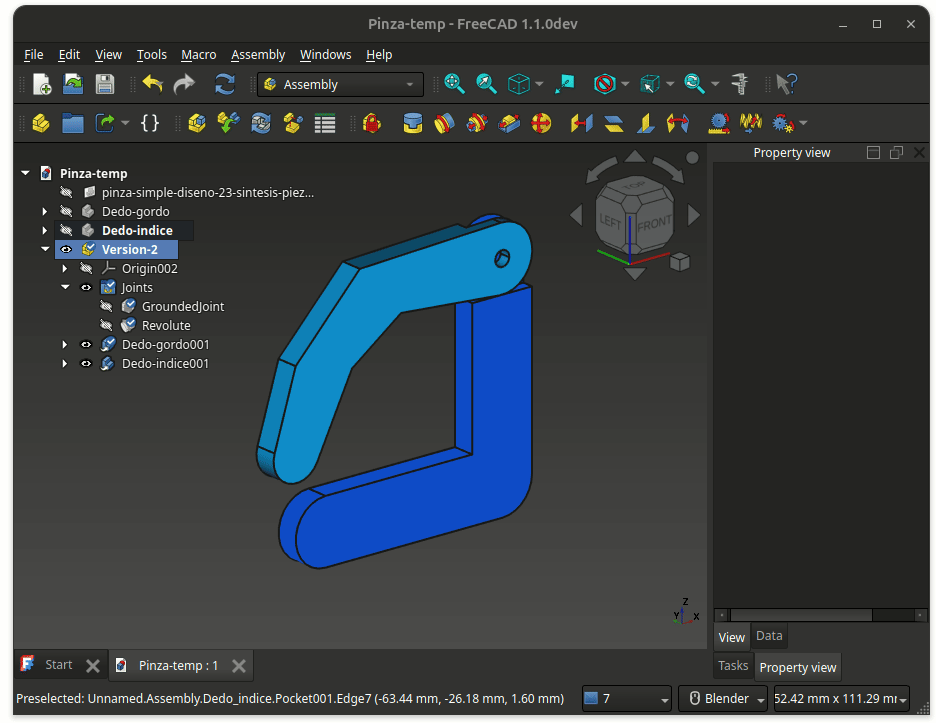 Pinza-temp - FreeCAD 1.1.0dev
File Edit View Tools Macro Assembly Windows Help
Assembly
Property view
Pinza-temp
pinza-simple-diseno-23-sintesis-piez...
Dedo-gordo
Dedo-indice
Version-2
Origin002
Joints
GroundedJoint
Revolute
Dedo-gordo001
Dedo-indice001
TOP
LEFT FRONT
Z
Y X
View Data
Start Pinza-temp : 1
Tasks Property view
Preselected: Unnamed.Assembly.Dedo_indice.Pocket001.Edge7 (-63.44 mm, -26.18 mm, 1.60 mm) 7 Blender 52.42 mm x 111.29 m